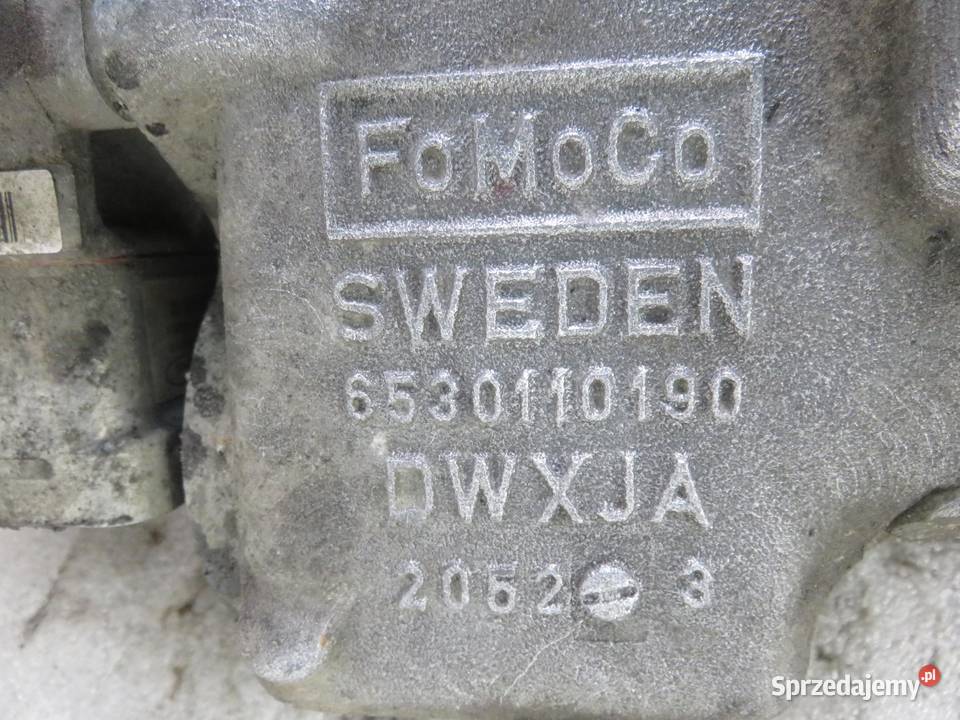 FoMoCo
SWEDEN
6530110190
DWXJA
2052 3
Sprzedajemy.pl